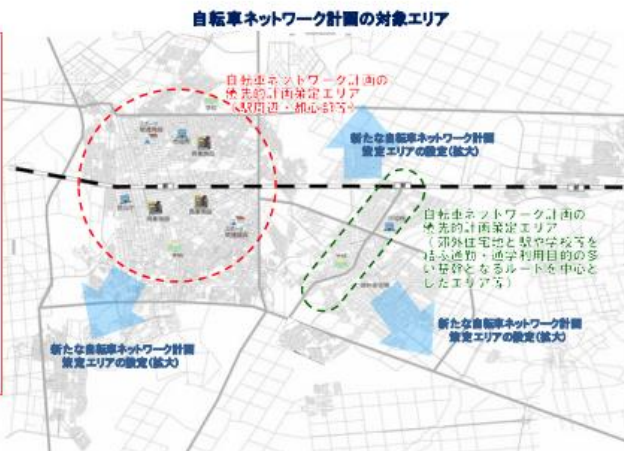 自転車ネットワーク計画の対象エリア
自転車ネットワーク計画の
優先的計画策定エリア
(駅周辺・都心部等)
新たな自転車ネットワーク計画
策定エリアの設定(拡大)
自転車ネットワーク計画の
優先的計画策定エリア
(郊外住宅地と駅や学校等を
結ぶ通勤・通学利用目的の多
い基幹となるルートを中心と
したエリア等)
新たな自転車ネットワーク計画
策定エリアの設定(拡大)
新たな自転車ネットワーク計画
策定エリアの設定(拡大)